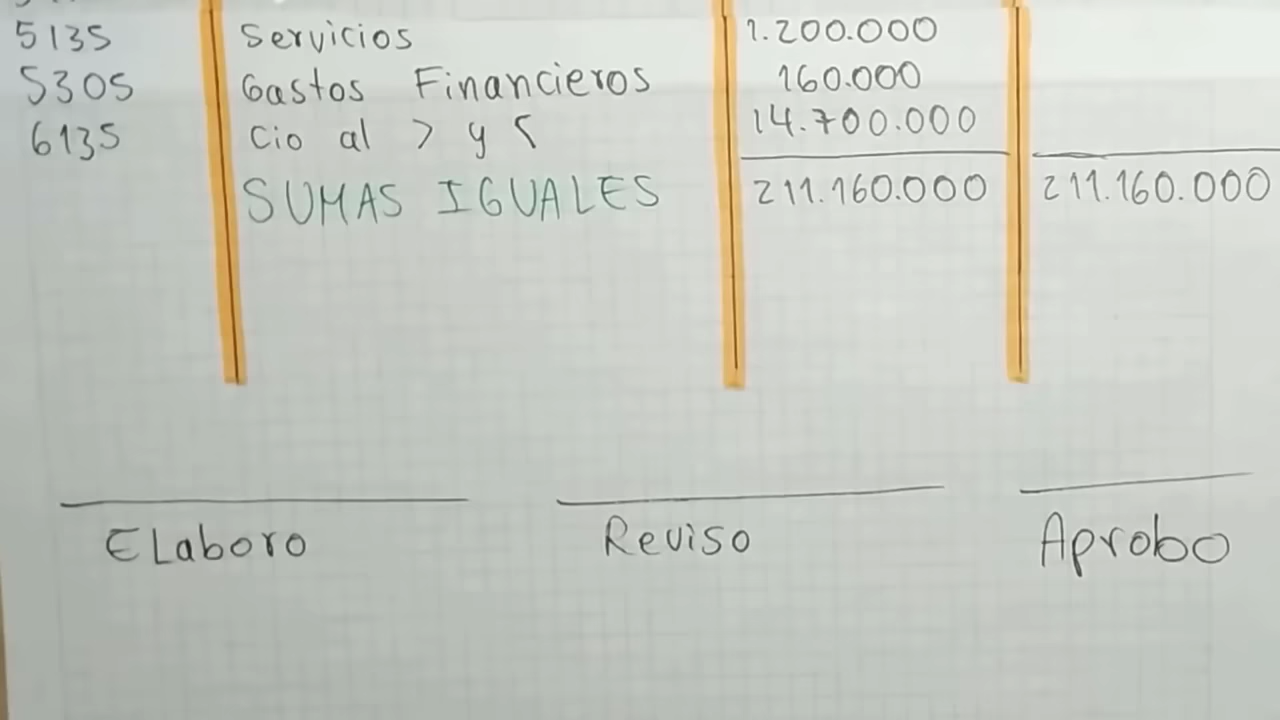 5135 Servicios 1.200.000
5305 Gastos Financieros 160.000
6135 Cio al > y < 14.700.000
SUMAS IGUALES 211.160.000 211.160.000
ELaboro Reviso Aprobo